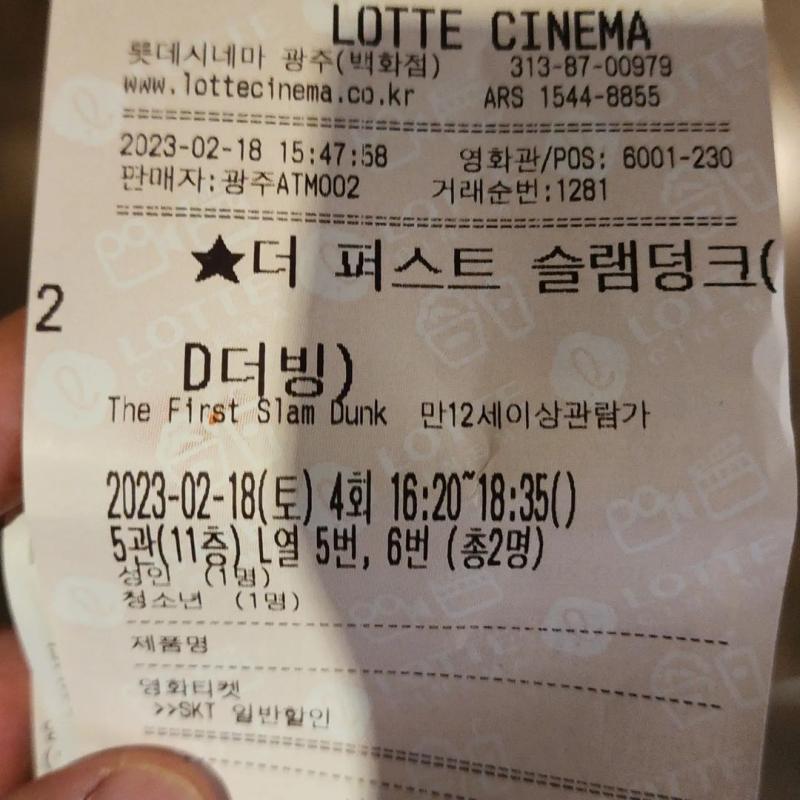 LOTTE CINEMA
롯데시네마 광주(백화점) 313-87-00979
www.lottecinema.co.kr ARS 1544-8855
2023-02-18 15:47:58 영화관/POS: 6001-230
판매자:광주ATM002 거래순번:1281
★더 퍼스트 슬램덩크(
2
D더빙)
The First Slam Dunk 만12세이상관람가
2023-02-18(토) 4회 16:20~18:35()
5관(11층) L열 5번, 6번 (총2명)
성인 (1명)
청소년 (1명)
제품명
영화티켓
>>SKT 일반할인